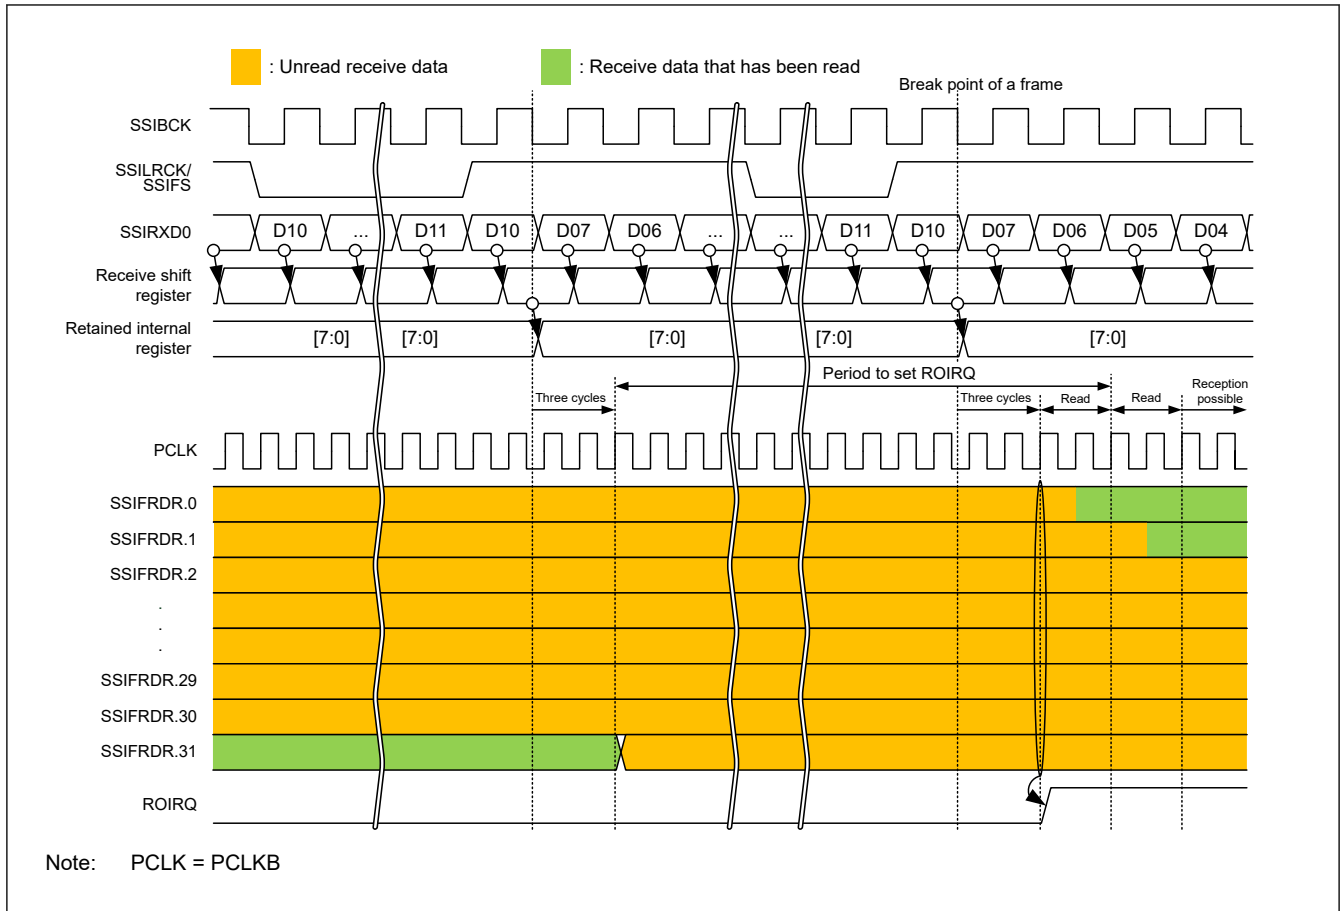 : Unread receive data
: Receive data that has been read
Break point of a frame
SSIBCK
SSILRCK/
SSIFS
SSIRXD0 D10 ... D11 D10 D07 D06 ... ... D11 D10 D07 D06 D05 D04
Receive shift
register
Retained internal
register
[7:0] [7:0] [7:0] [7:0] [7:0]
Period to set ROIRQ
Three cycles Three cycles Read Read Reception
possible
PCLK
SSIFRDR.0
SSIFRDR.1
SSIFRDR.2
.
.
.
SSIFRDR.29
SSIFRDR.30
SSIFRDR.31
ROIRQ
Note: PCLK = PCLKB